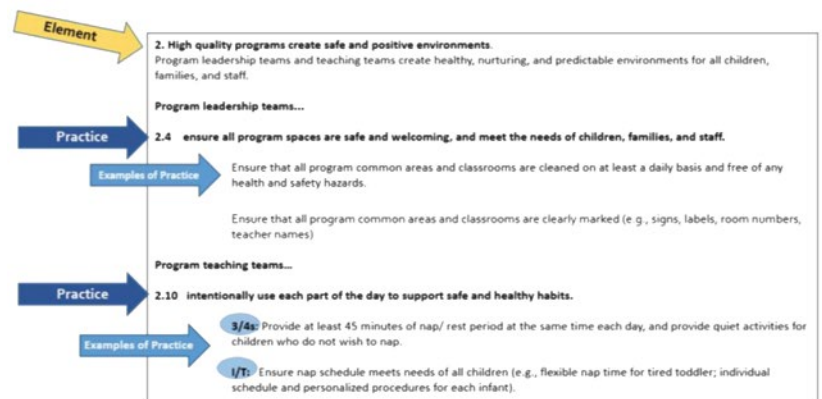 Element
2. High quality programs create safe and positive environments.
Program leadership teams and teaching teams create healthy, nurturing, and predictable environments for all children,
families, and staff.
Program leadership teams...
Practice
2.4 ensure all program spaces are safe and welcoming, and meet the needs of children, families, and staff.
Examples of Practice
Ensure that all program common areas and classrooms are cleaned on at least a daily basis and free of any
health and safety hazards.
Ensure that all program common areas and classrooms are clearly marked (e g., signs, labels, room numbers,
teacher names)
Program teaching teams...
Practice
2.10 intentionally use each part of the day to support safe and healthy habits.
Examples of Practice
3/4s: Provide at least 45 minutes of nap/ rest period at the same time each day, and provide quiet activities for
children who do not wish to nap.
I/T: Ensure nap schedule meets needs of all children (e.g., flexible nap time for tired toddler; individual
schedule and personalized procedures for each infant).